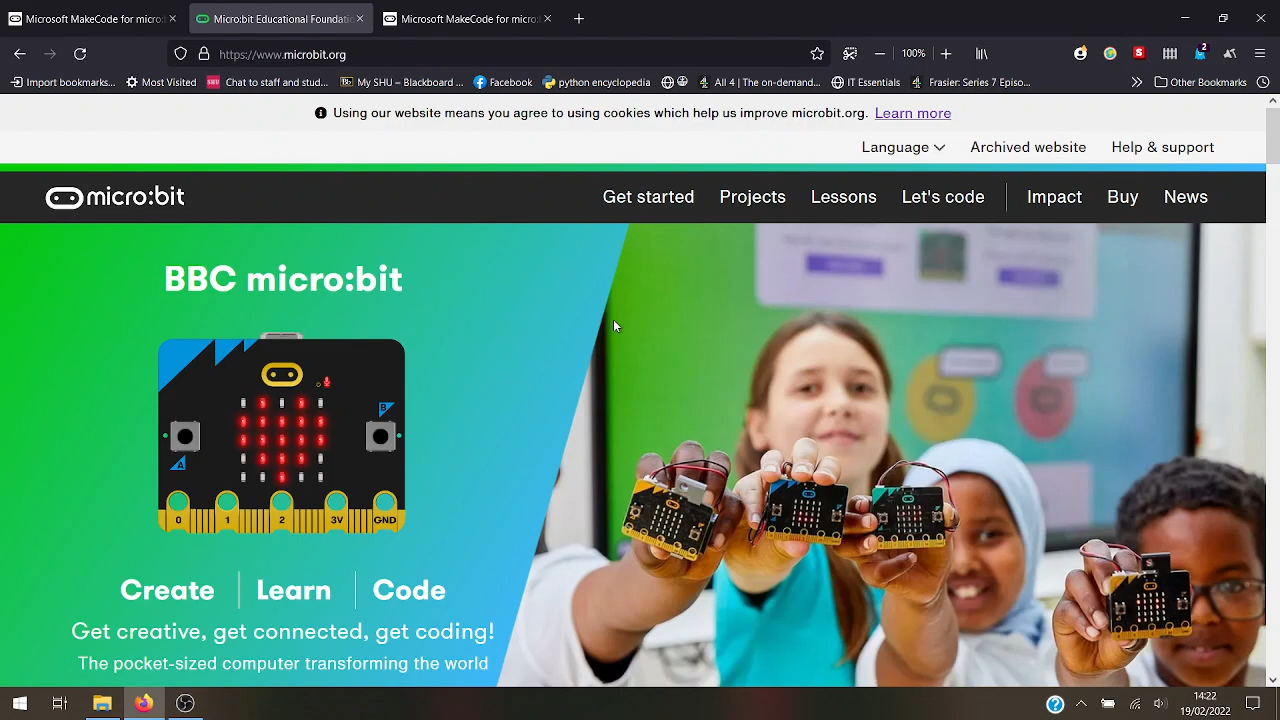 Microsoft MakeCode for micro:
Micro:bit Educational Foundatio
Microsoft MakeCode for micro:b
https://www.microbit.org
100%
2
Import bookmarks...
Most Visited
SHU
Chat to staff and stud...
My SHU – Blackboard ...
Facebook
python encyclopedia
All 4 | The on-demand...
IT Essentials
Frasier: Series 7 Episo...
Other Bookmarks
Using our website means you agree to using cookies which help us improve microbit.org. Learn more
Language
Archived website
Help & support
micro:bit
Get started
Projects
Lessons
Let's code
Impact
Buy
News
BBC micro:bit
B
A
0
1
2
3V
GND
Create
Learn
Code
Get creative, get connected, get coding!
The pocket-sized computer transforming the world
14:22
19/02/2022